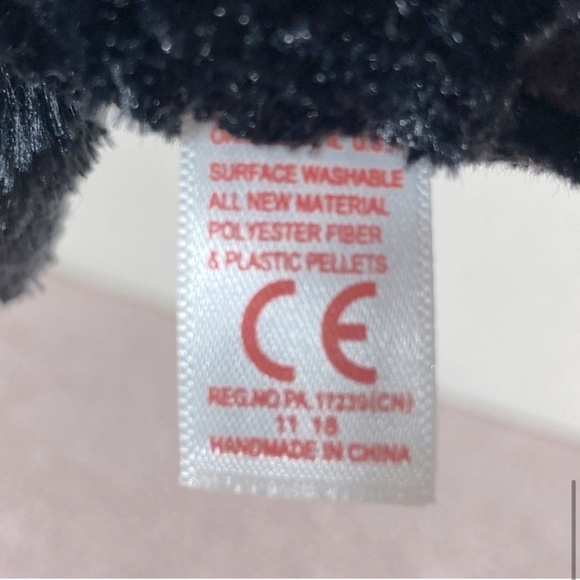 U.S.
SURFACE WASHABLE
ALL NEW MATERIAL
POLYESTER FIBER
& PLASTIC PELLETS
CE
REG.NO PA. 17239(CN)
11 18
HANDMADE IN CHINA